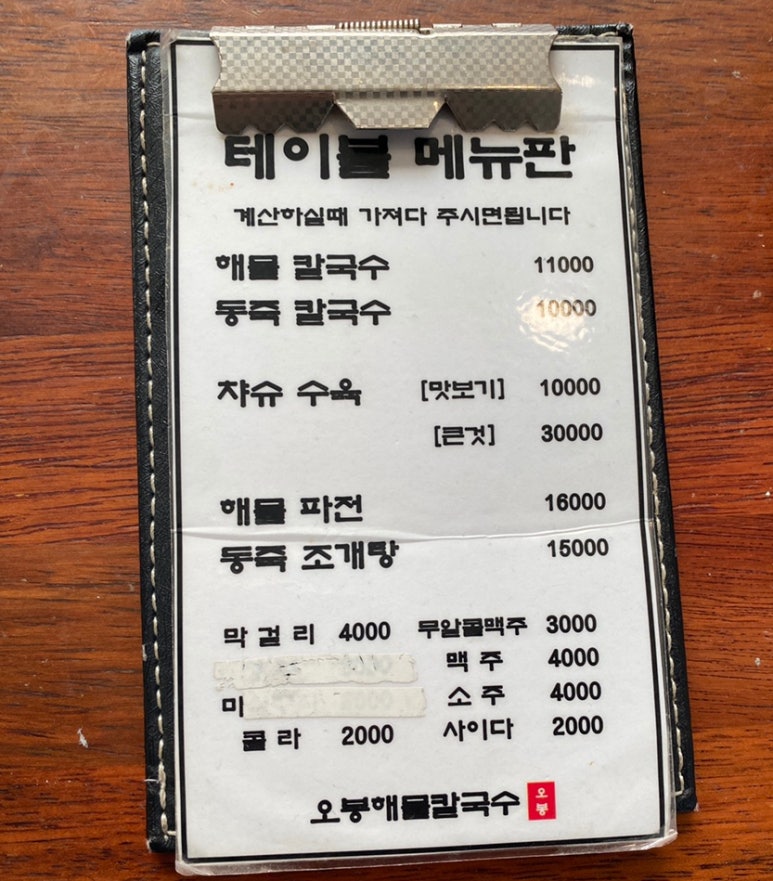 테이블 메뉴판
계산하실때 가져다 주시면됩니다
해물 칼국수 11000
동죽 칼국수 10000
챠슈 수육 [맛보기] 10000
[큰것] 30000
해물 파전 16000
동죽 조개탕 15000
막걸리 4000 무알콜맥주 3000
맥주 4000
미 소주 4000
콜라 2000 사이다 2000
오봉해물칼국수 오봉